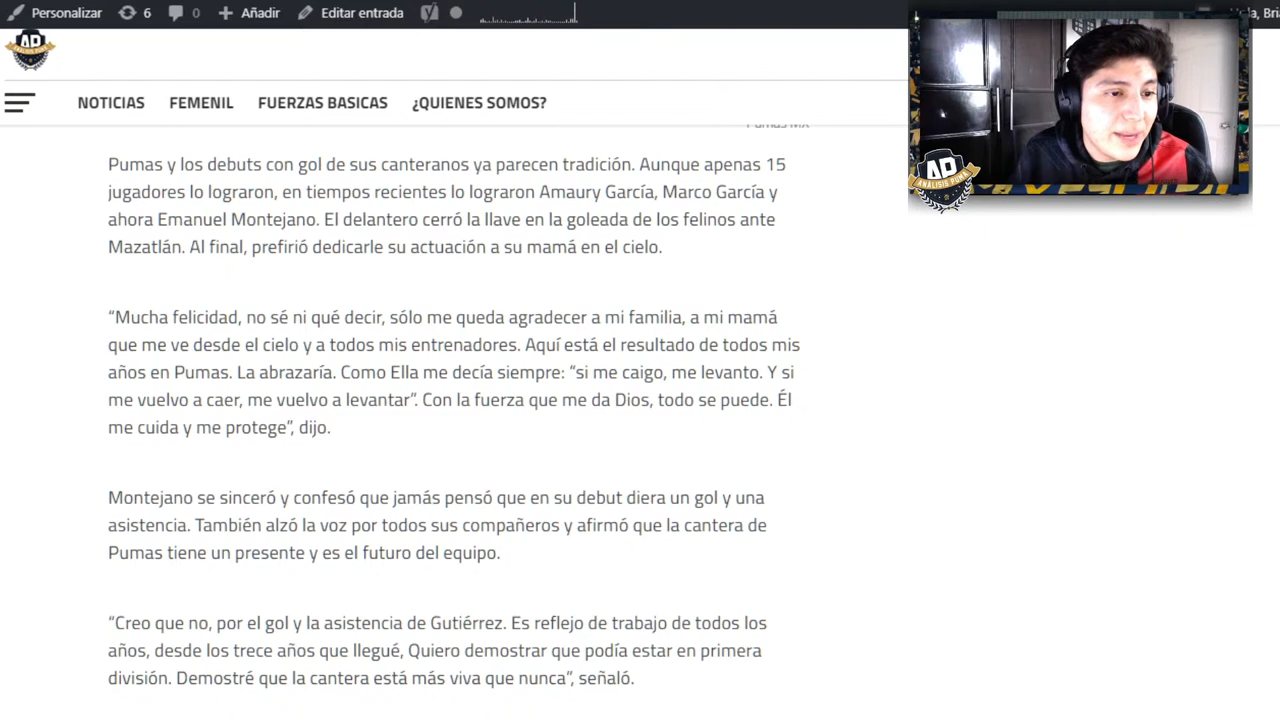 Personalizar 6 0 Añadir Editar entrada
AP
ANÁLISIS PUMA
NOTICIAS FEMENIL FUERZAS BASICAS ¿QUIENES SOMOS?
Pumas MX
Pumas y los debuts con gol de sus canteranos ya parecen tradición. Aunque apenas 15
jugadores lo lograron, en tiempos recientes lo lograron Amaury García, Marco García y
ahora Emanuel Montejano. El delantero cerró la llave en la goleada de los felinos ante
Mazatlán. Al final, prefirió dedicarle su actuación a su mamá en el cielo.
“Mucha felicidad, no sé ni qué decir, sólo me queda agradecer a mi familia, a mi mamá
que me ve desde el cielo y a todos mis entrenadores. Aquí está el resultado de todos mis
años en Pumas. La abrazaría. Como Ella me decía siempre: “si me caigo, me levanto. Y si
me vuelvo a caer, me vuelvo a levantar”. Con la fuerza que me da Dios, todo se puede. Él
me cuida y me protege”, dijo.
Montejano se sinceró y confesó que jamás pensó que en su debut diera un gol y una
asistencia. También alzó la voz por todos sus compañeros y afirmó que la cantera de
Pumas tiene un presente y es el futuro del equipo.
“Creo que no, por el gol y la asistencia de Gutiérrez. Es reflejo de trabajo de todos los
años, desde los trece años que llegué, Quiero demostrar que podía estar en primera
división. Demostré que la cantera está más viva que nunca”, señaló.
AP
ANÁLISIS PUMA